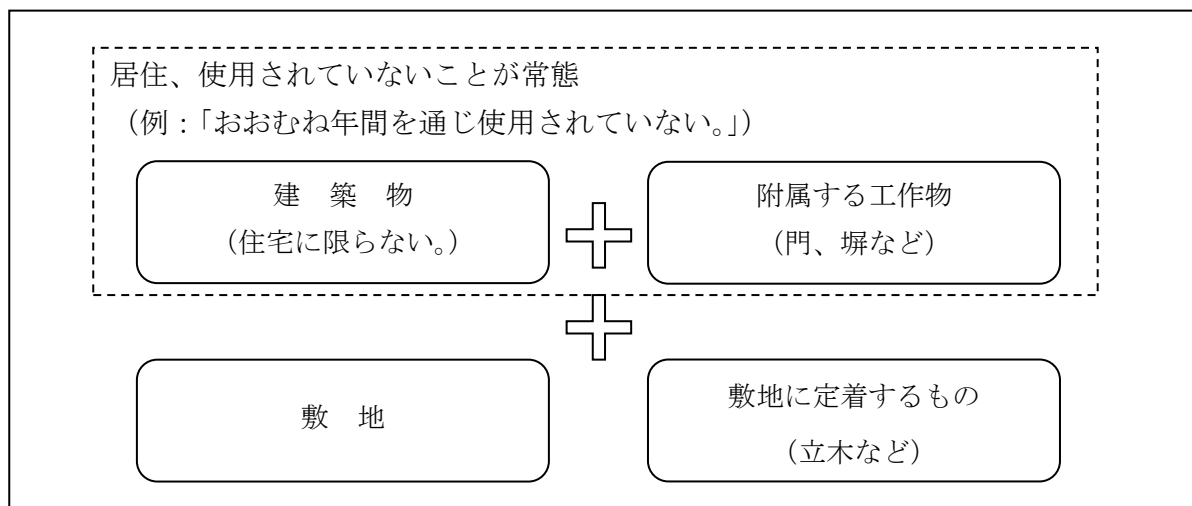 居住、使用されていないことが常態
（例：「おおむね年間を通じ使用されていない。」）
建　築　物
（住宅に限らない。）
附属する工作物
（門、塀など）
敷　地
敷地に定着するもの
（立木など）